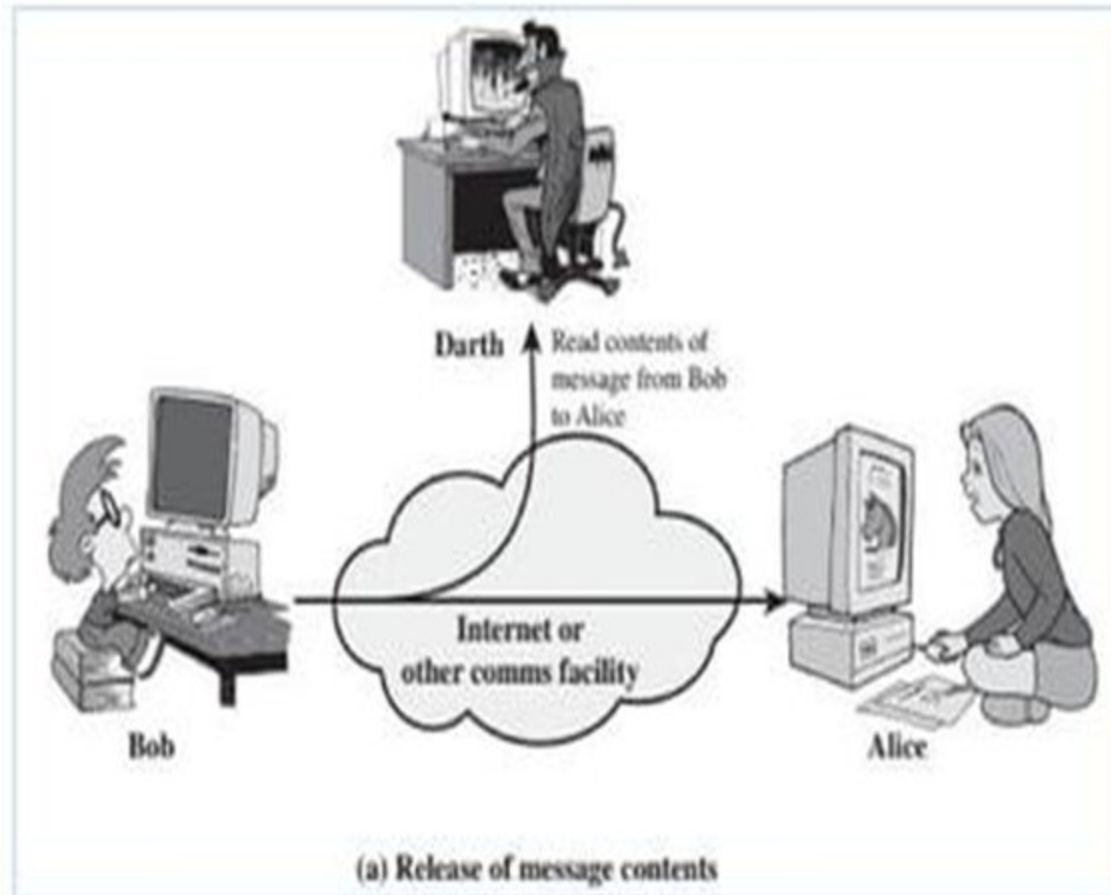 Darth
Read contents of
message from Bob
to Alice
Internet or
other comms facility
Bob
Alice
(a) Release of message contents